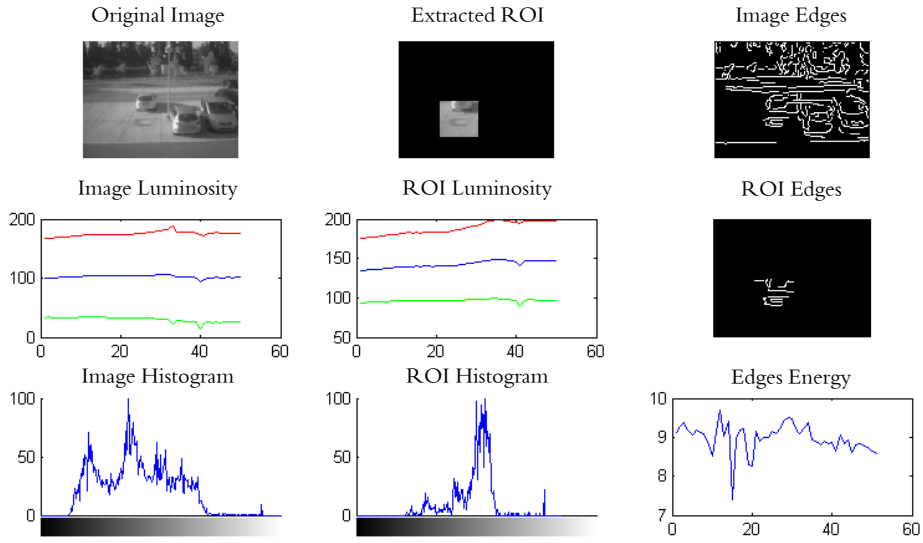 Original Image
Extracted ROI
Image Edges
Image Luminosity
ROI Luminosity
ROI Edges
200
100
0
0 20 40 60
200
150
100
50
0 20 40 60
Image Histogram
ROI Histogram
Edges Energy
100
50
0
100
50
0
10
9
8
7
0 20 40 60